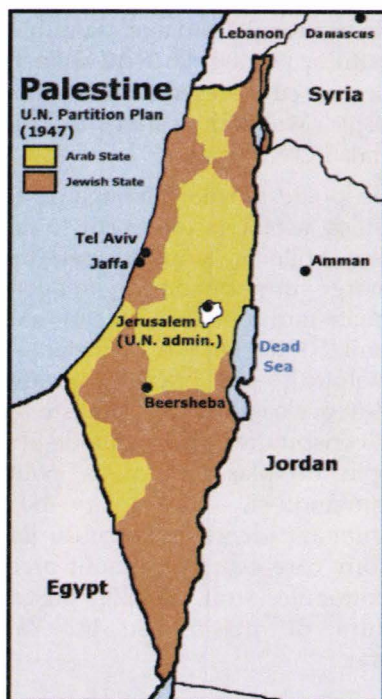 Lebanon
Damascus
Palestine
U.N. Partition Plan
(1947)
Syria
Arab State
Jewish State
Tel Aviv
Jaffa
Amman
Jerusalem
(U.N. admin.)
Dead
Sea
Beersheba
Jordan
Egypt